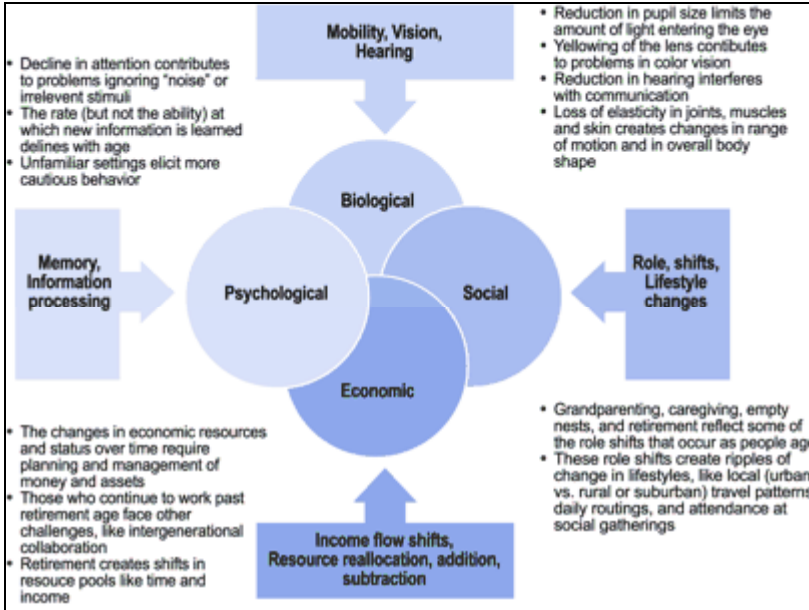 Mobility, Vision,
Hearing
• Reduction in pupil size limits the
amount of light entering the eye
• Yellowing of the lens contibutes
to problems in color vision
• Reduction in hearing interferes
with communication
• Loss of elasticity in joints, muscles
and skin creates changes in range
of motion and in overall body
shape
• Decline in attention contributes
to problems ignoring “noise” or
irrelevent stimuli
• The rate (but not the ability) at
which new information is learned
delines with age
• Unfamiliar settings elicit more
cautious behavior
Biological
Memory,
Information
processing
Psychological
Social
Role, shifts,
Lifestyle
changes
Economic
• The changes in economic resources
and status over time require
planning and management of
money and assets
• Those who continue to work past
retirement age face other
challenges, like intergenerational
collaboration
• Retirement creates shifts in
resouce pools like time and
income
Income flow shifts,
Resource reallocation, addition,
subtraction
• Grandparenting, caregiving, empty
nests, and retirement reflect some
of the role shifts that occur as people age
• These role shifts create ripples of
change in lifestyles, like local (urban
vs. rural or suburban) travel patterns
daily routings, and attendance at
social gatherings